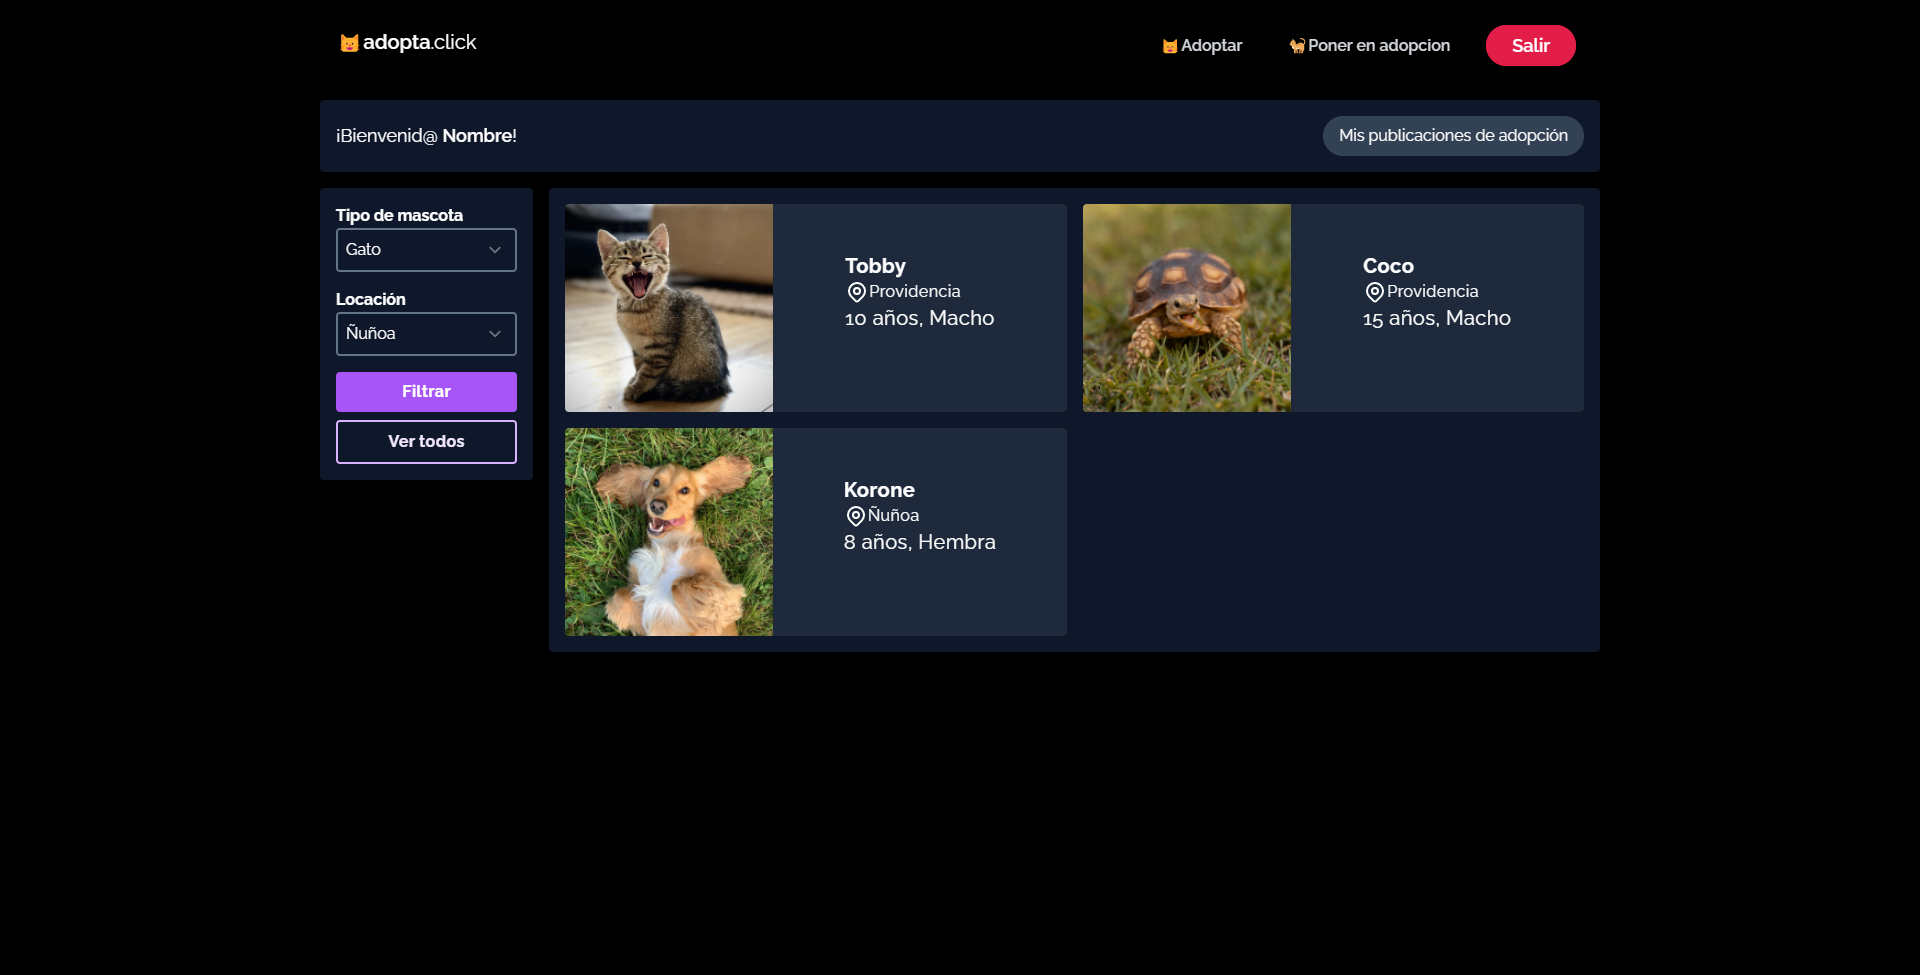 adopta.click
Adoptar
Poner en adopcion
Salir
¡Bienvenid@ Nombre!
Mis publicaciones de adopción
Tipo de mascota
Gato
Locación
Ñuñoa
Filtrar
Ver todos
Tobby
Providencia
10 años, Macho
Coco
Providencia
15 años, Macho
Korone
Ñuñoa
8 años, Hembra